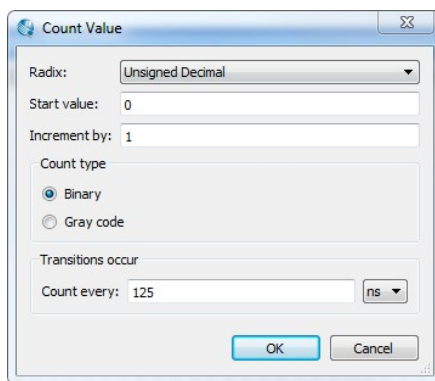 Count Value
Radix: Unsigned Decimal
Start value: 0
Increment by: 1
Count type
Binary
Gray code
Transitions occur
Count every: 125 ns
OK Cancel